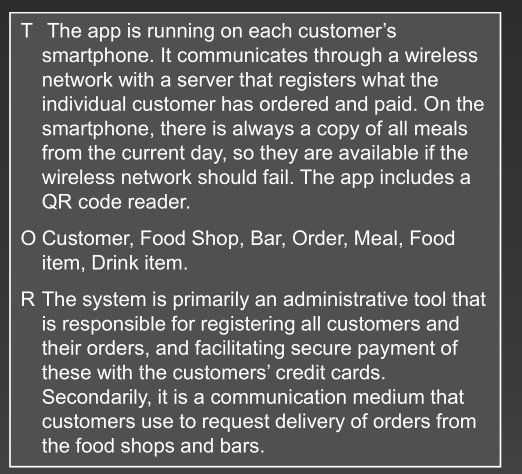 T The app is running on each customer’s
smartphone. It communicates through a wireless
network with a server that registers what the
individual customer has ordered and paid. On the
smartphone, there is always a copy of all meals
from the current day, so they are available if the
wireless network should fail. The app includes a
QR code reader.
O Customer, Food Shop, Bar, Order, Meal, Food
item, Drink item.
R The system is primarily an administrative tool that
is responsible for registering all customers and
their orders, and facilitating secure payment of
these with the customers’ credit cards.
Secondarily, it is a communication medium that
customers use to request delivery of orders from
the food shops and bars.